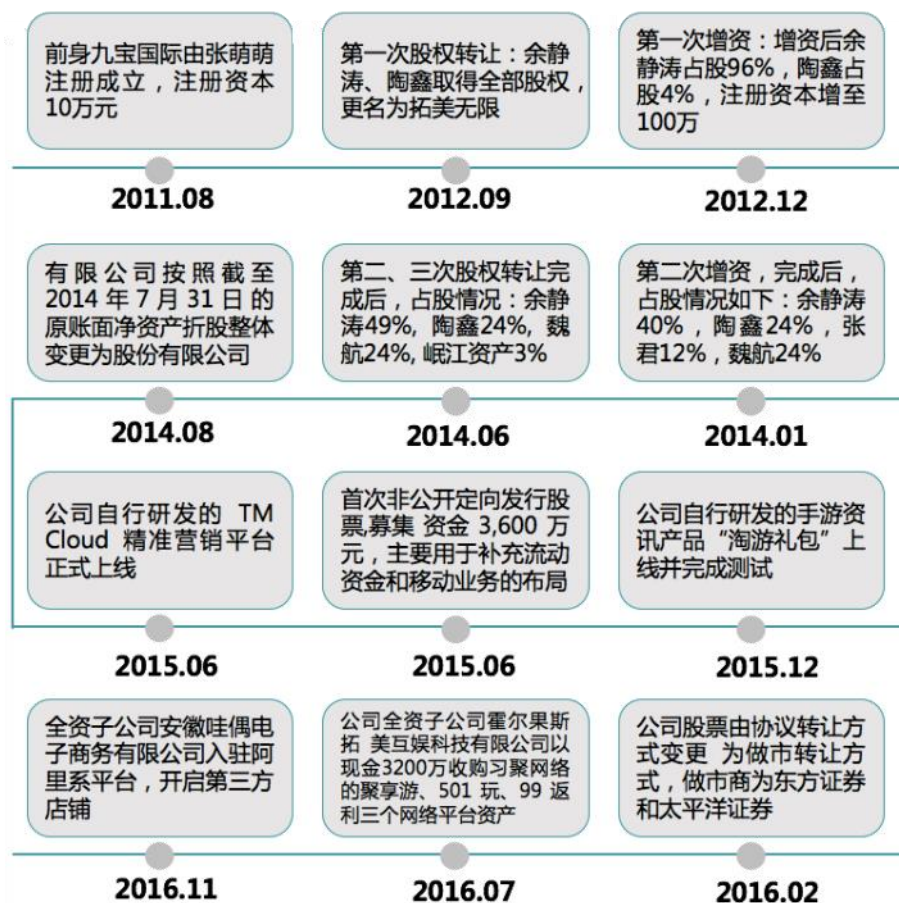 前身九宝国际由张萌萌
注册成立，注册资本
10万元
2011.08
第一次股权转让：余静
涛、陶鑫取得全部股权，
更名为拓美无限
2012.09
第一次增资：增资后余
静涛占股96%，陶鑫占
股4%，注册资本增至
100万
2012.12
有限公司按照截至
2014年7月31日的
原账面净资产折股整体
变更为股份有限公司
2014.08
第二、三次股权转让完
成后，占股情况：余静
涛49%, 陶鑫24%, 魏
航24%, 岷江资产3%
2014.06
第二次增资，完成后，
占股情况如下：余静涛
40%，陶鑫24%，张
君12%，魏航24%
2014.01
公司自行研发的 TM
Cloud 精准营销平台
正式上线
2015.06
首次非公开定向发行股
票,募集 资金 3,600 万
元，主要用于补充流动
资金和移动业务的布局
2015.06
公司自行研发的手游资
讯产品“淘游礼包”上
线并完成测试
2015.12
全资子公司安徽哇偶电
子商务有限公司入驻阿
里系平台，开启第三方
店铺
2016.11
公司全资子公司霍尔果斯
拓 美互娱科技有限公司以
现金3200万收购习聚网络
的聚享游、501 玩、99 返
利三个网络平台资产
2016.07
公司股票由协议转让方
式变更 为做市转让方
式，做市商为东方证券
和太平洋证券
2016.02